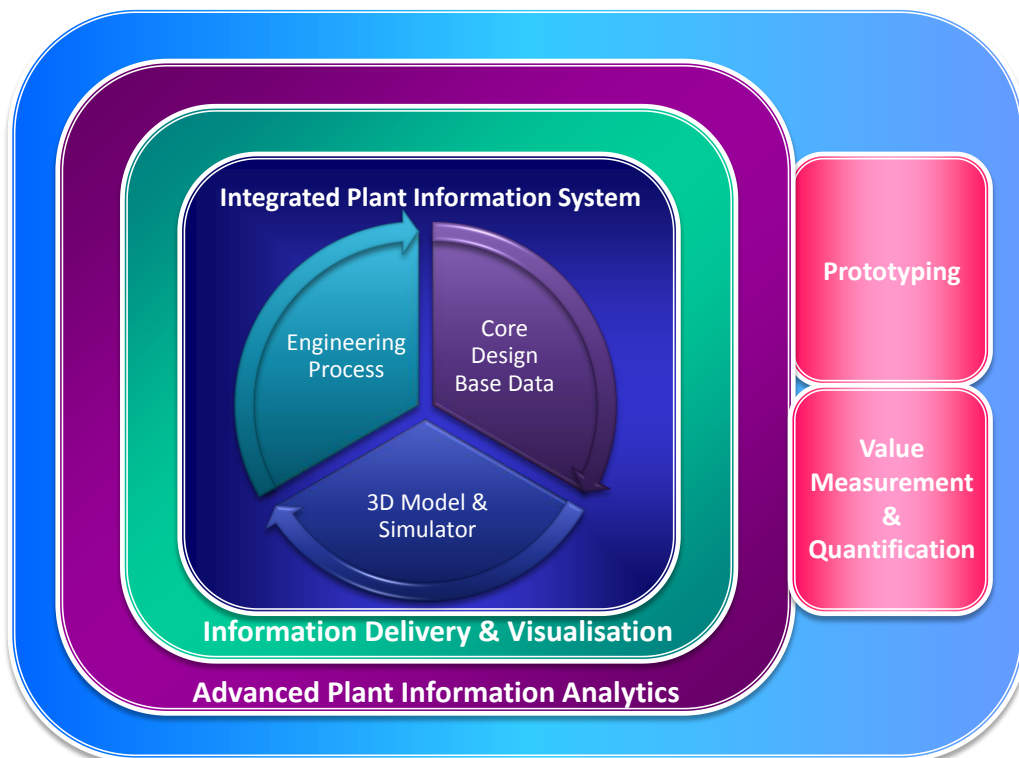 Integrated Plant Information System
Engineering
Process
Core
Design
Base Data
3D Model &
Simulator
Information Delivery & Visualisation
Advanced Plant Information Analytics
Prototyping
Value
Measurement
&
Quantification